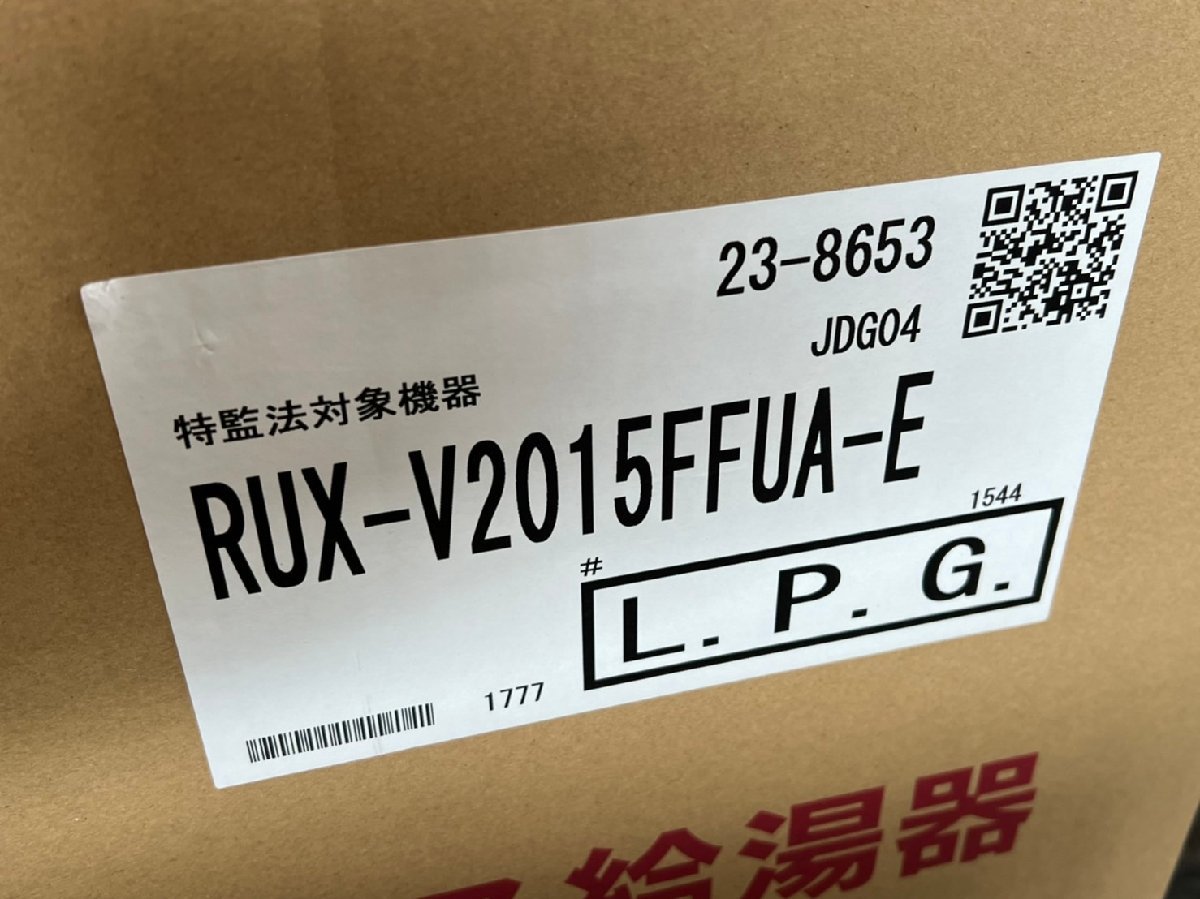 23-8653
JDG04
特監法対象機器
RUX-V2015FFUA-E
1544
#
L. P. G.
1777
給湯器